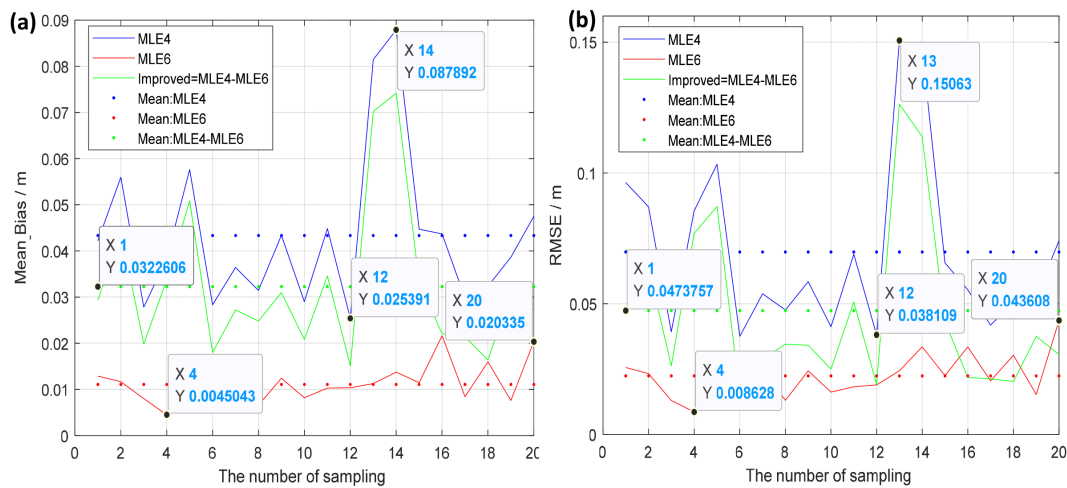 (a)
0.09
0.08
0.07
0.06
0.05
0.04
0.03
0.02
0.01
0
Mean_Bias / m
MLE4
MLE6
Improved=MLE4-MLE6
Mean:MLE4
Mean:MLE6
Mean:MLE4-MLE6
X 14
Y 0.087892
X 1
Y 0.0322606
X 12
Y 0.025391
X 20
Y 0.020335
X 4
Y 0.0045043
0 2 4 6 8 10 12 14 16 18 20
The number of sampling
(b)
0.15
0.1
0.05
0
RMSE / m
MLE4
MLE6
Improved=MLE4-MLE6
Mean:MLE4
Mean:MLE6
Mean:MLE4-MLE6
X 13
Y 0.15063
X 1
Y 0.0473757
X 12
Y 0.038109
X 20
Y 0.043608
X 4
Y 0.008628
0 2 4 6 8 10 12 14 16 18 20
The number of sampling